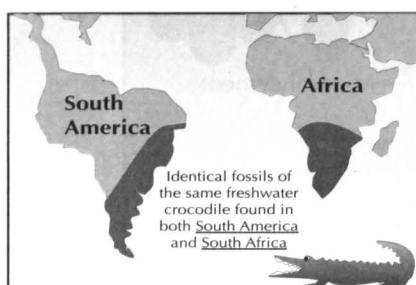 South
America
Africa
Identical fossils of
the same freshwater
crocodile found in
both South America
and South Africa